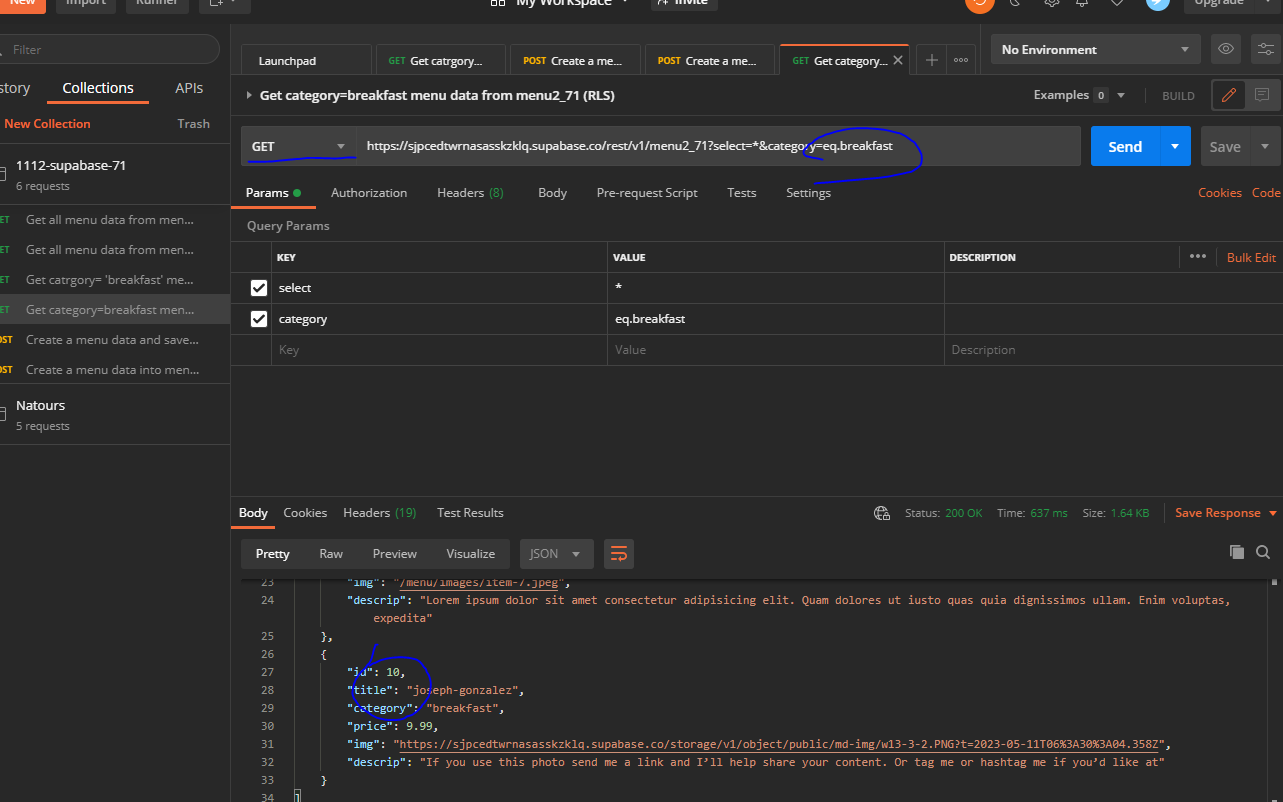 New Import Runner My Workspace Invite Upgrade
Filter
Launchpad GET Get catrgory... POST Create a me... POST Create a me... GET Get category... No Environment
story Collections APIs
Get category=breakfast menu data from menu2_71 (RLS) Examples 0 BUILD
New Collection Trash
GET https://sjpcedtwrnasasskzklq.supabase.co/rest/v1/menu2_71?select=*&category=eq.breakfast Send Save
1112-supabase-71
6 requests
Params Authorization Headers (8) Body Pre-request Script Tests Settings Cookies Code
ET Get all menu data from men...
Query Params
ET Get all menu data from men...
KEY VALUE DESCRIPTION Bulk Edit
ET Get catrgry= 'breakfast' me...
select *
ET Get category=breakfast men...
category eq.breakfast
OST Create a menu data and save...
Key Value Description
OST Create a menu data into men...
Natours
5 requests
Body Cookies Headers (19) Test Results Status: 200 OK Time: 637 ms Size: 1.64 KB Save Response
Pretty Raw Preview Visualize JSON
23 "img": "/menu/images/item-7.jpeg",
24 "descrip": "Lorem ipsum dolor sit amet consectetur adipisicing elit. Quam dolores ut iusto quas quia dignissimos ullam. Enim voluptas,
expedita"
25 },
26 {
27 "id": 10,
28 "title": "joseph-gonzalez",
29 "category": "breakfast",
30 "price": 9.99,
31 "img": "https://sjpcedtwrnasasskzklq.supabase.co/storage/v1/object/public/md-img/w13-3-2.PNG?t=2023-05-11T06%3A30%3A04.358Z",
32 "descrip": "If you use this photo send me a link and I’ll help share your content. Or tag me or hashtag me if you’d like at"
33 }
34 ]